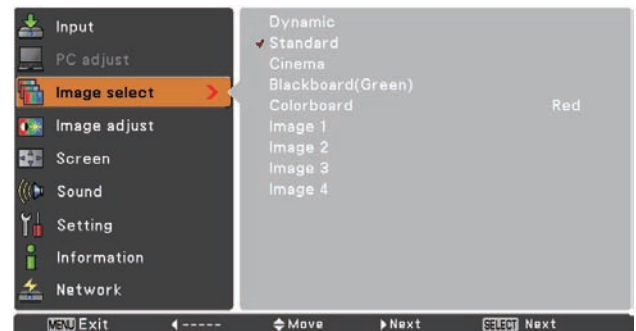 Input
PC adjust
Image select
Image adjust
Screen
Sound
Setting
Information
Network
Dynamic
Standard
Cinema
Blackboard(Green)
Colorboard Red
Image 1
Image 2
Image 3
Image 4
MENU Exit ----- Move Next SELECT Next